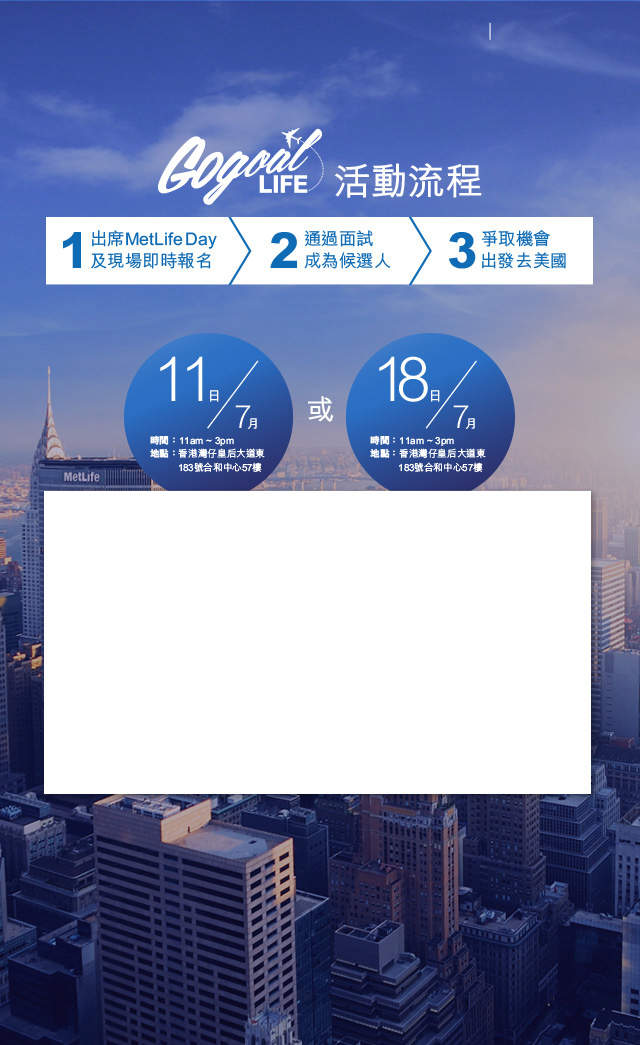 Gogoal
LIFE 活動流程
1 出席MetLife Day
及現場即時報名
2 通過面試
成為候選人
3 爭取機會
出發去美國
11日/7月
時間：11am ~ 3pm
地點：香港灣仔皇后大道東
183號合和中心57樓
或
18日/7月
時間：11am ~ 3pm
地點：香港灣仔皇后大道東
183號合和中心57樓
MetLife